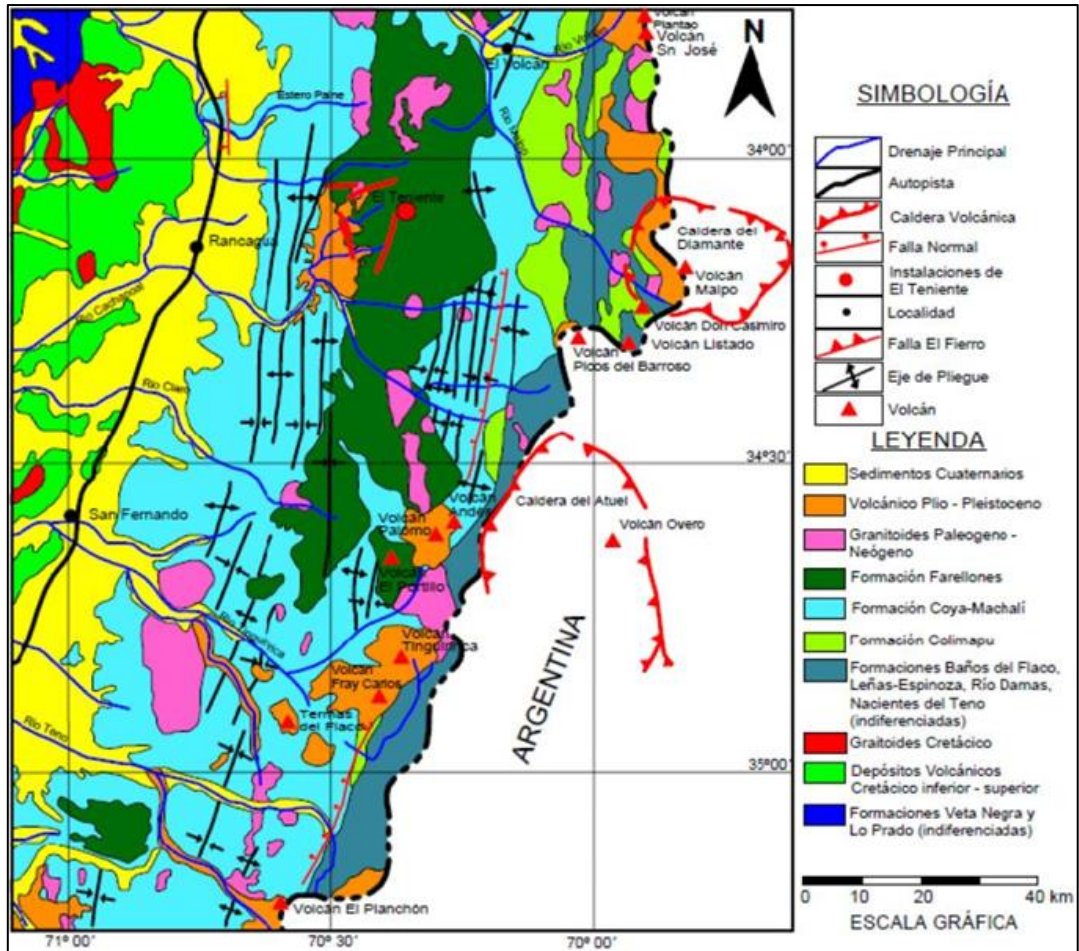 Volcán
Plantao
Volcán
Sn José
Río Volcán
El Volcán
Estero Paine
Río Maipo
N
34°00´
El Teniente
Rancagua
Caldera del
Diamante
Volcán
Maipo
Río Cachapoal
Volcán Don Casimiro
Volcán Listado
Volcán
Picos del Barroso
Río Claro
34°30´
Caldera del Atuel
San Fernando
Volcán
Andes
Volcán
Palomo
Volcán Overo
Volcán
El Portillo
Río Tinguiririca
Volcán
Tinguiririca
Volcán
Fray Carlos
ARGENTINA
Termas
del Flaco
Río Teno
35°00´
Volcán El Planchón
71°00´
70°30´
70°00´
SIMBOLOGÍA
Drenaje Principal
Autopista
Caldera Volcánica
Falla Normal
Instalaciones de
El Teniente
Localidad
Falla El Fierro
Eje de Pliegue
Volcán
LEYENDA
Sedimentos Cuaternarios
Volcánico Plio - Pleistoceno
Granitoides Paleogeno -
Neógeno
Formación Farellones
Formación Coya-Machalí
Formación Colimapu
Formaciones Baños del Flaco,
Leñas-Espinoza, Río Damas,
Nacientes del Teno
(indiferenciadas)
Graitoides Cretácico
Depósitos Volcánicos
Cretácico inferior - superior
Formaciones Veta Negra y
Lo Prado (indiferenciadas)
0 10 20 40 km
ESCALA GRÁFICA